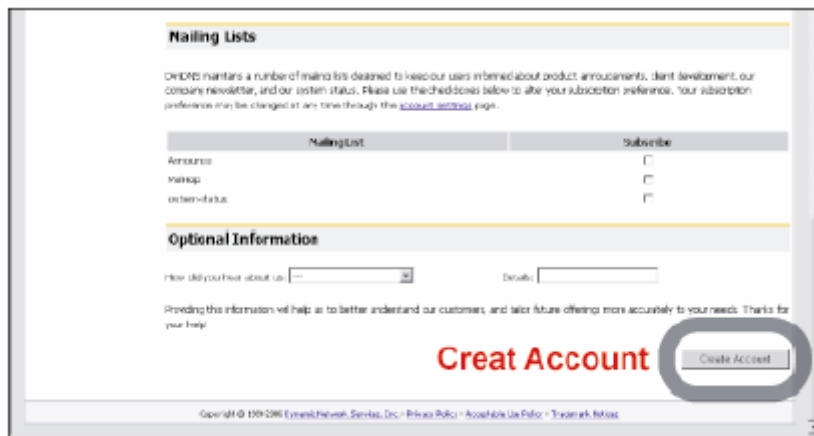 Mailing Lists
DynDNS maintains a number of mailing lists designed to keep our users informed about product announcements, client development, our
company newsletter, and our system status. Please use the checkboxes below to alter your subscription preference. Your subscription
preference may be changed at any time through the account settings page.
Mailing List Subscribe
Announce
MailHop
system-status
Optional Information
How did you hear about us: --- Details:
Providing this information will help us to better understand our customers, and tailor future offerings more accurately to your needs. Thanks for
your help!
Creat Account Create Account
Copyright © 1999-2006 Dynamic Network Services, Inc. - Privacy Policy - Acceptable Use Policy - Trademark Notices